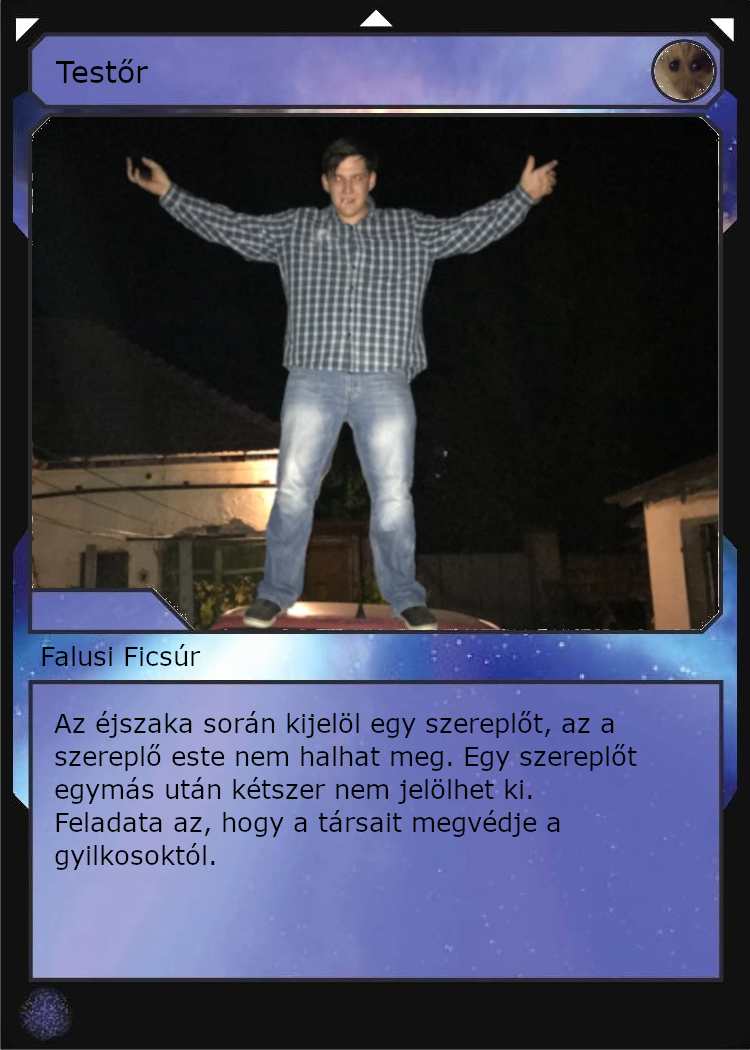 Testőr
Falusi Ficsúr
Az éjszaka során kijelöl egy szereplőt, az a
szereplő este nem halhat meg. Egy szereplőt
egymás után kétszer nem jelölhet ki.
Feladata az, hogy a társait megvédje a
gyilkosoktól.